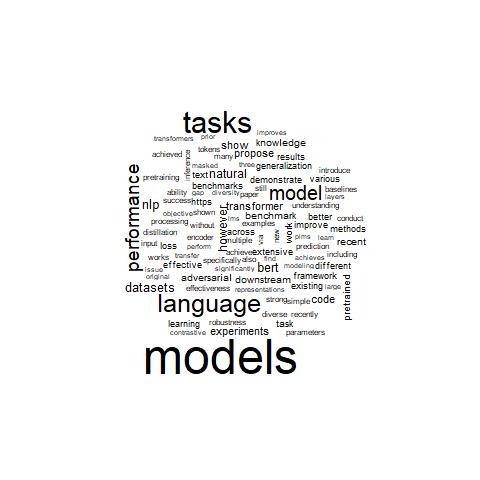 tasks
improves
transformers prior
tokens show knowledge
achieved inference many propose results
masked three generalization
pretraining text natural demonstrate various introduce
benchmarks still model baselines
ability gap diversity paper layers
performance nlp success https transformer understanding
objective shown however lms benchmark better conduct
processing without examples work improve methods
distillation encoder across new plms learn
input loss perform multiple via prediction recent
works transfer achieve extensive achieves including
issue effective specifically also find bert modeling different
original significantly framework
adversarial downstream existing large pretrained
datasets effectiveness representations
language strong simple code
diverse recently
learning robustness task
contrastive experiments parameters
models